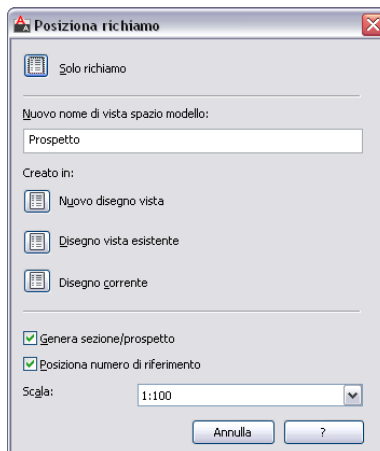 Posiziona richiamo
Solo richiamo
Nuovo nome di vista spazio modello:
Prospetto
Creato in:
Nuovo disegno vista
Disegno vista esistente
Disegno corrente
Genera sezione/prospetto
Posiziona numero di riferimento
Scala: 1:100
Annulla ?